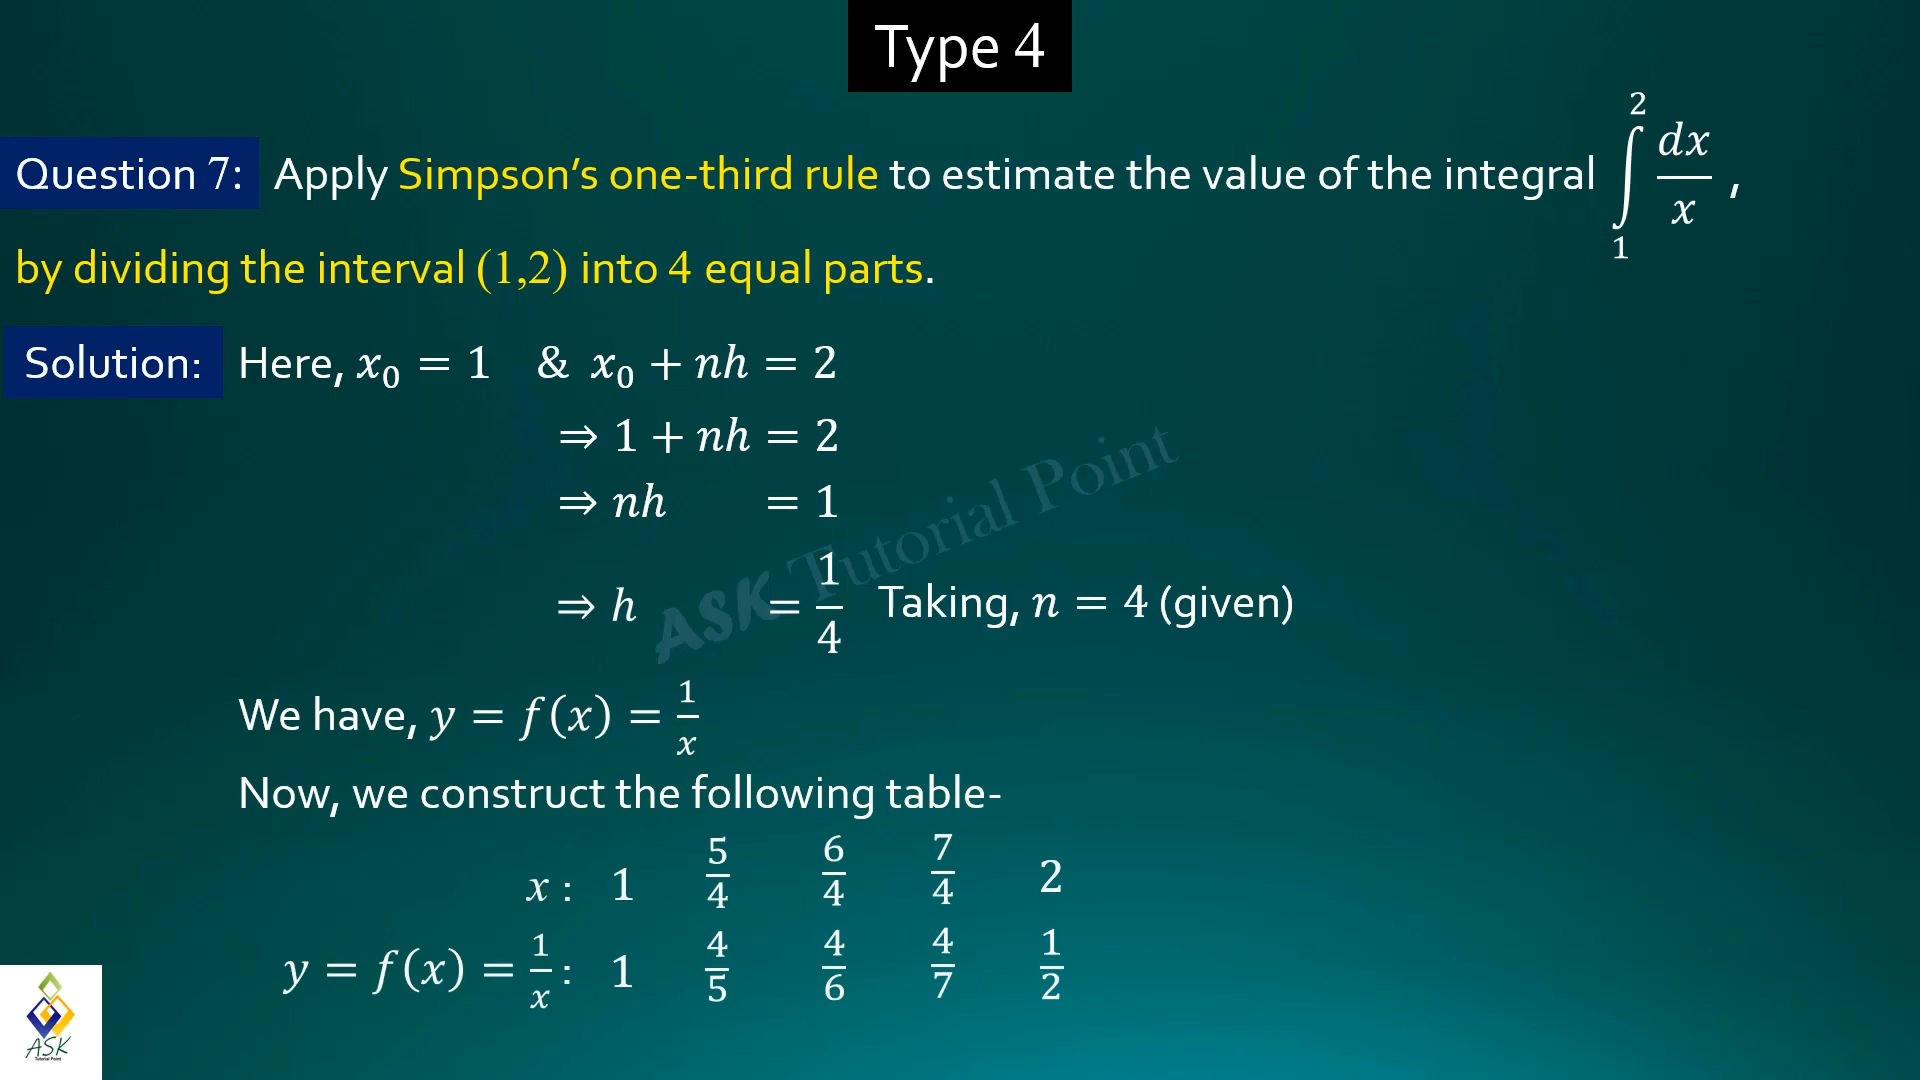 Type 4
Question 7: Apply Simpson's one-third rule to estimate the value of the integral ∫₁² dx/x ,
by dividing the interval (1,2) into 4 equal parts.
Solution: Here, x₀ = 1 & x₀ + nh = 2
⇒ 1 + nh = 2
⇒ nh = 1
⇒ h = 1/4 Taking, n = 4 (given)
We have, y = f(x) = 1/x
Now, we construct the following table-
x : 1 5/4 6/4 7/4 2
y = f(x) = 1/x : 1 4/5 4/6 4/7 1/2
ASK Tutorial Point
ASK
Tutorial Point